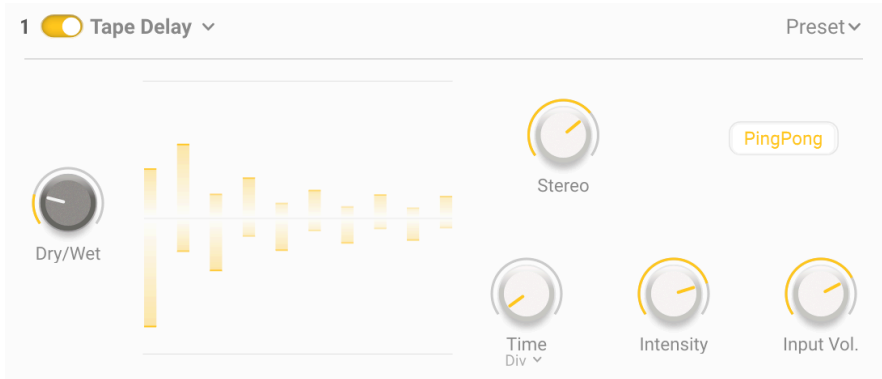 1 Tape Delay
Preset
PingPong
Stereo
Dry/Wet
Time
Div
Intensity
Input Vol.